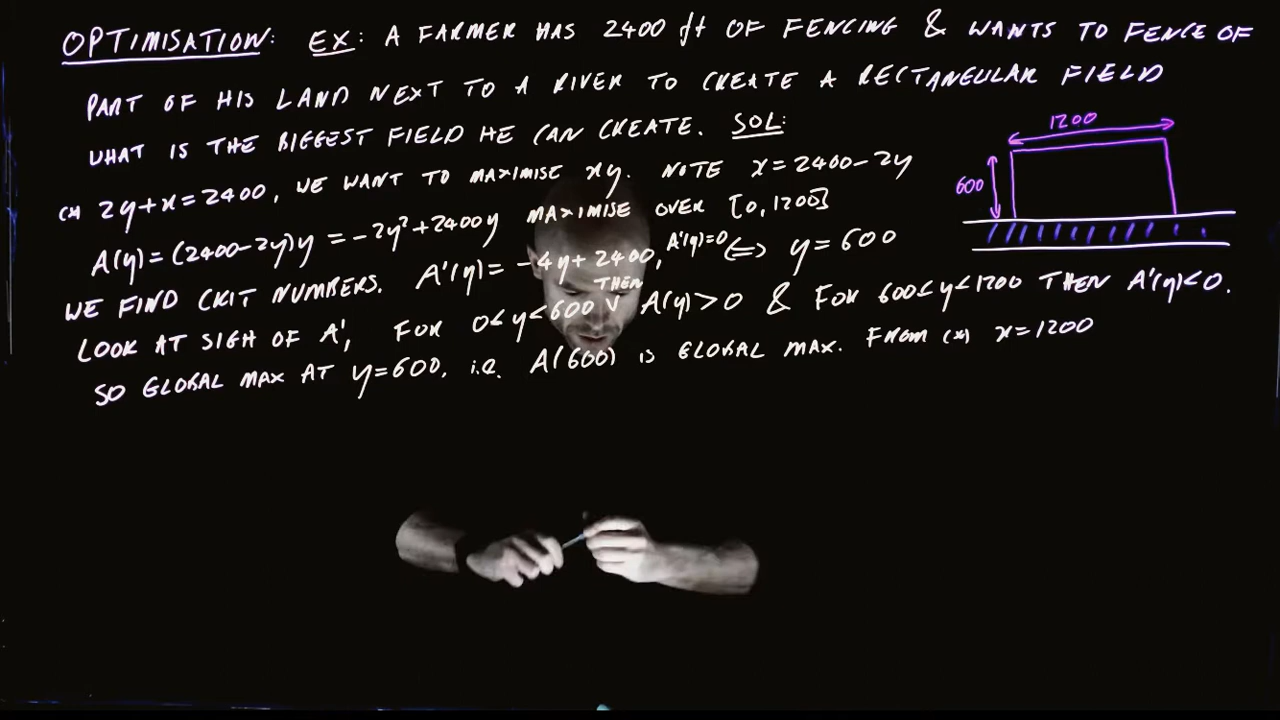 OPTIMISATION: EX: A FARMER HAS 2400 ft OF FENCING & WANTS TO FENCE OF
PART OF HIS LAND NEXT TO A RIVER TO CREATE A RECTANGULAR FIELD
WHAT IS THE BIGGEST FIELD HE CAN CREATE. SOL:
(*) 2y+x=2400, WE WANT TO MAXIMISE xy. NOTE x=2400-2y
A(y)=(2400-2y)y=-2y²+2400y MAXIMISE OVER [0,1200]
WE FIND CRIT NUMBERS. A'(y)=-4y+2400, A'(y)=0 ⇔ y=600
LOOK AT SIGN OF A', FOR 0<y<600 THEN A(y)>0 & FOR 600<y<1200 THEN A'(y)<0.
SO GLOBAL MAX AT y=600. i.e. A(600) IS GLOBAL MAX. FROM (*) x=1200
1200
600